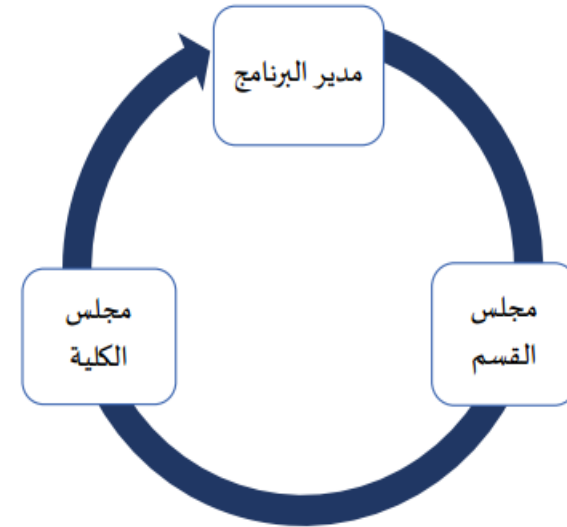 مدير البرنامج
مجلس
القسم
مجلس
الكلية